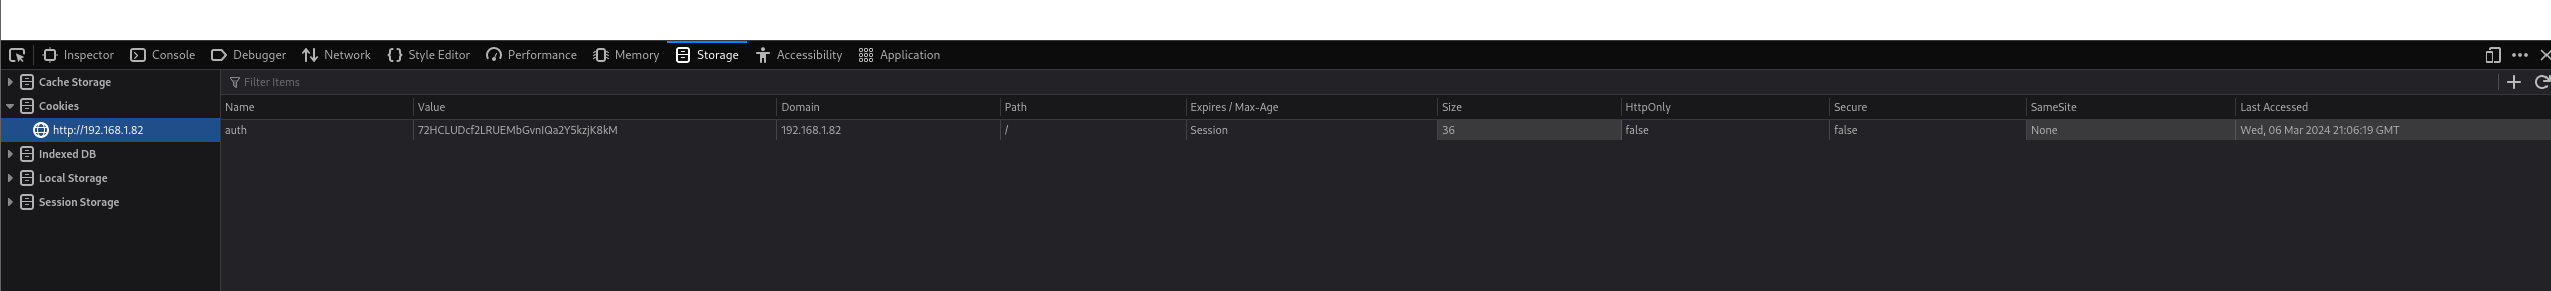 Inspector Console Debugger Network Style Editor Performance Memory Storage Accessibility Application
Cache Storage
Filter Items
Cookies
Name Value Domain Path Expires / Max-Age Size HttpOnly Secure SameSite Last Accessed
http://192.168.1.82
auth 72HCLUDcf2LRUEMbGvnIQa2Y5kzjK8kM 192.168.1.82 / Session 36 false false None Wed, 06 Mar 2024 21:06:19 GMT
Indexed DB
Local Storage
Session Storage